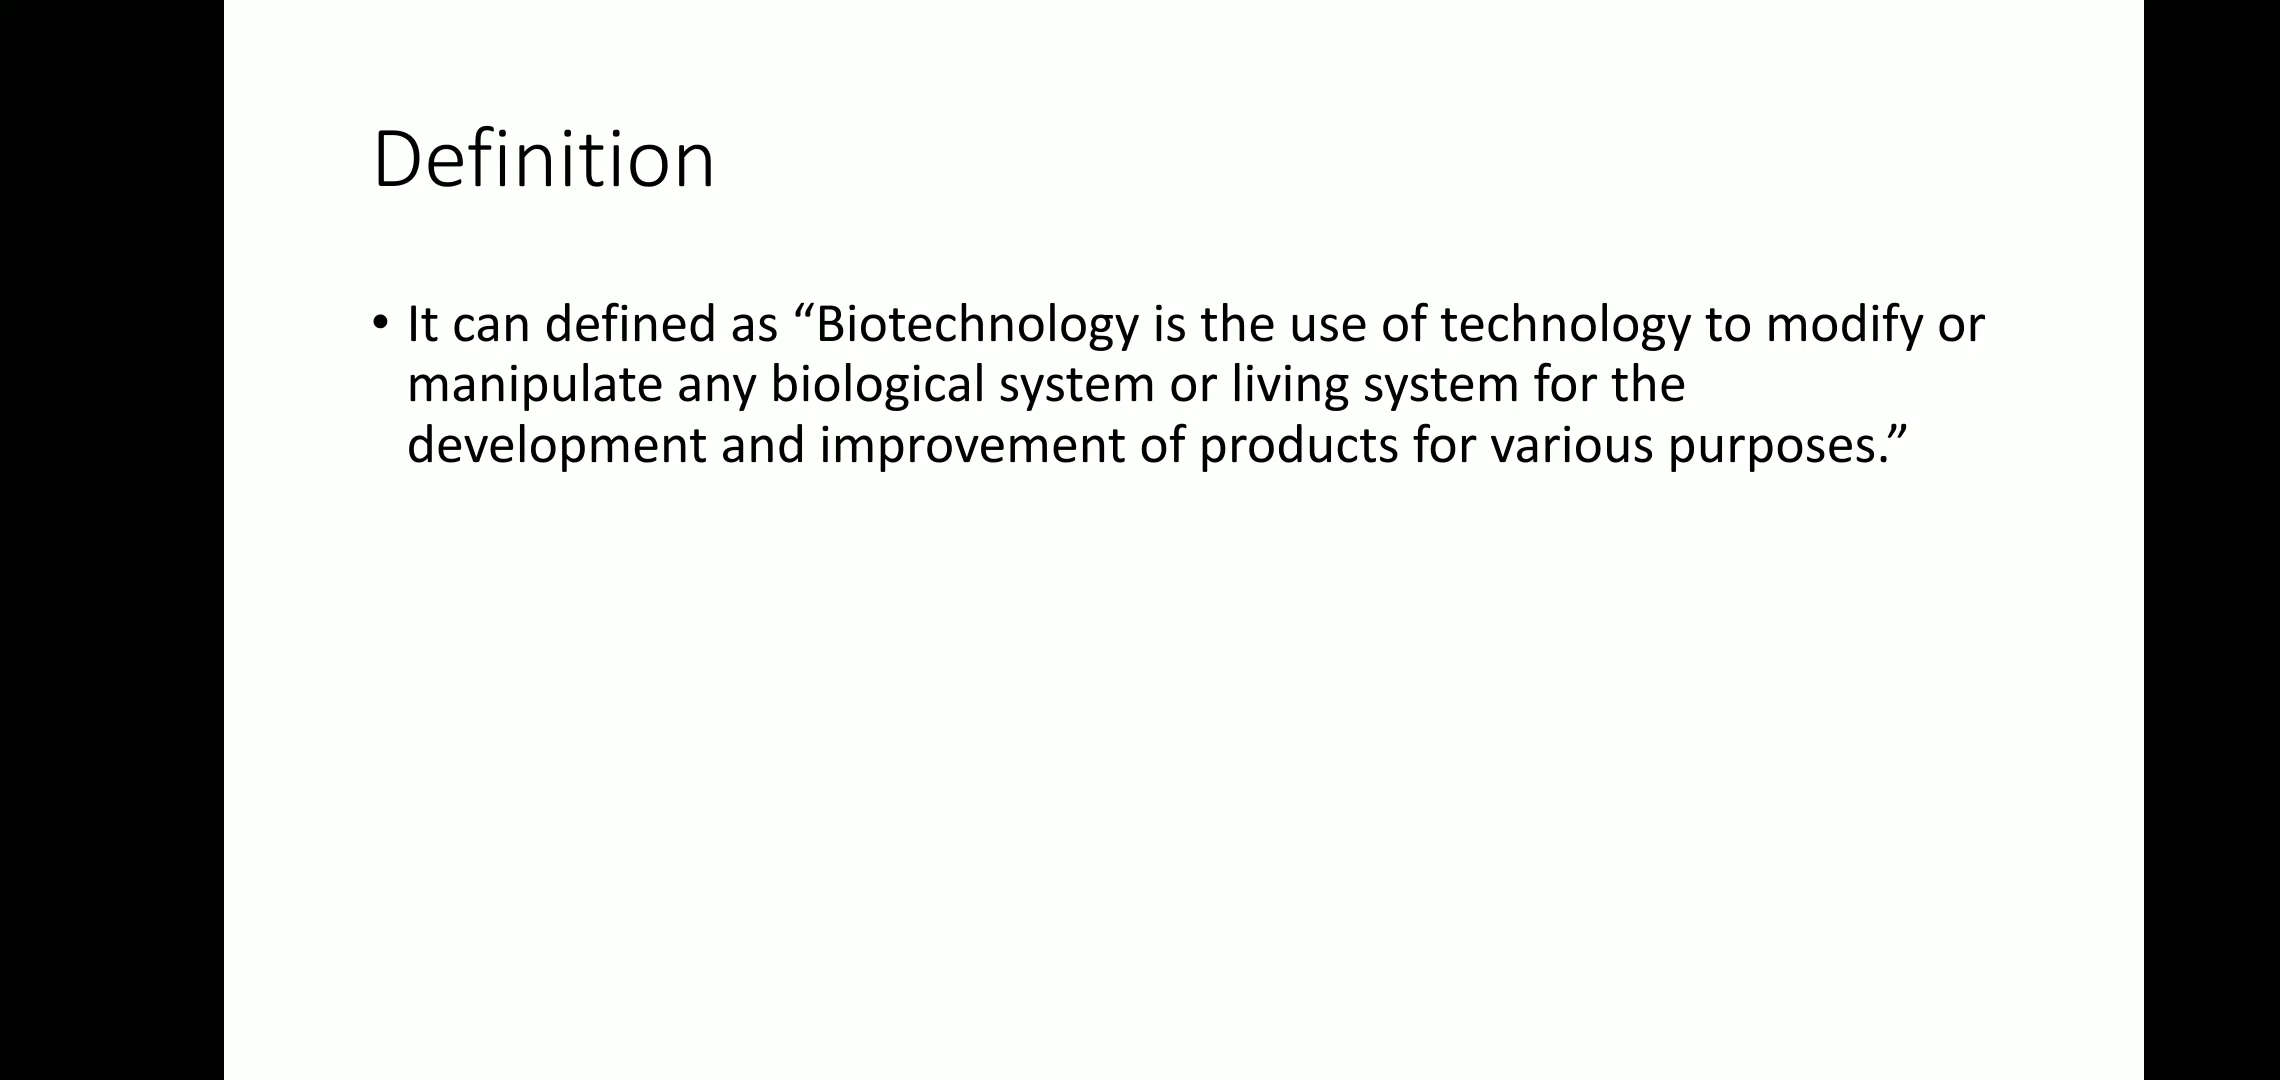 Definition
• It can defined as “Biotechnology is the use of technology to modify or
manipulate any biological system or living system for the
development and improvement of products for various purposes.”